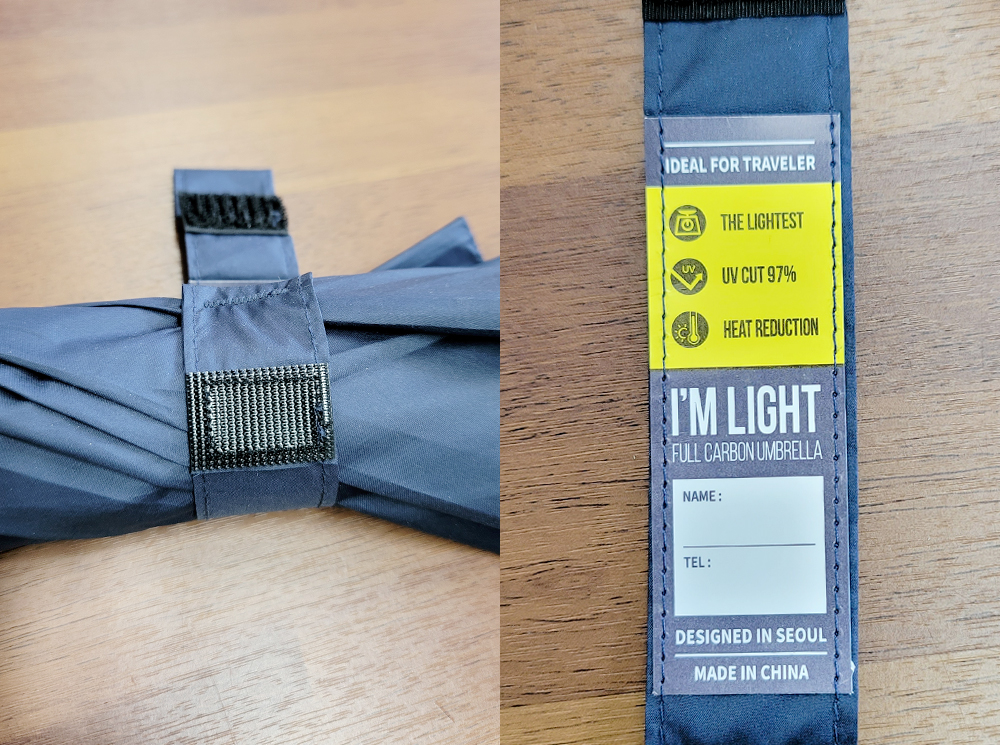 IDEAL FOR TRAVELER
THE LIGHTEST
UV
UV CUT 97%
°C
HEAT REDUCTION
I'M LIGHT
FULL CARBON UMBRELLA
NAME :
TEL :
DESIGNED IN SEOUL
MADE IN CHINA